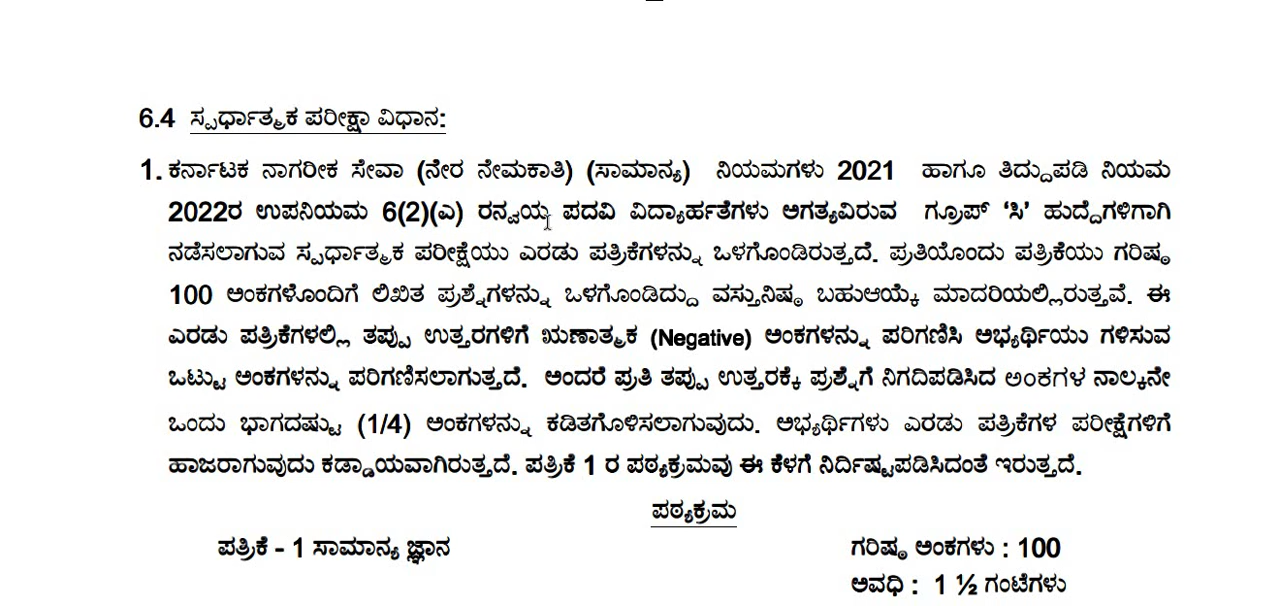 6.4 ಸ್ಪರ್ಧಾತ್ಮಕ ಪರೀಕ್ಷಾ ವಿಧಾನ:
1. ಕರ್ನಾಟಕ ನಾಗರೀಕ ಸೇವಾ (ನೇರ ನೇಮಕಾತಿ) (ಸಾಮಾನ್ಯ) ನಿಯಮಗಳು 2021 ಹಾಗೂ ತಿದ್ದುಪಡಿ ನಿಯಮ
2022ರ ಉಪನಿಯಮ 6(2)(ಎ) ರನ್ವಯ್ಯ ಪದವಿ ವಿದ್ಯಾರ್ಹತೆಗಳು ಅಗತ್ಯವಿರುವ ಗ್ರೂಪ್ ‘ಸಿ’ ಹುದ್ದೆಗಳಿಗಾಗಿ
ನಡೆಸಲಾಗುವ ಸ್ಪರ್ಧಾತ್ಮಕ ಪರೀಕ್ಷೆಯು ಎರಡು ಪತ್ರಿಕೆಗಳನ್ನು ಒಳಗೊಂಡಿರುತ್ತದೆ. ಪ್ರತಿಯೊಂದು ಪತ್ರಿಕೆಯು ಗರಿಷ್ಠ
100 ಅಂಕಗಳೊಂದಿಗೆ ಲಿಖಿತ ಪ್ರಶ್ನೆಗಳನ್ನು ಒಳಗೊಂಡಿದ್ದು ವಸ್ತುನಿಷ್ಠ ಬಹುಆಯ್ಕೆ ಮಾದರಿಯಲ್ಲಿರುತ್ತವೆ. ಈ
ಎರಡು ಪತ್ರಿಕೆಗಳಲ್ಲಿ ತಪ್ಪು ಉತ್ತರಗಳಿಗೆ ಋಣಾತ್ಮಕ (Negative) ಅಂಕಗಳನ್ನು ಪರಿಗಣಿಸಿ ಅಭ್ಯರ್ಥಿಯು ಗಳಿಸುವ
ಒಟ್ಟು ಅಂಕಗಳನ್ನು ಪರಿಗಣಿಸಲಾಗುತ್ತದೆ. ಅಂದರೆ ಪ್ರತಿ ತಪ್ಪು ಉತ್ತರಕ್ಕೆ ಪ್ರಶ್ನೆಗೆ ನಿಗದಿಪಡಿಸಿದ ಅಂಕಗಳ ನಾಲ್ಕನೇ
ಒಂದು ಭಾಗದಷ್ಟು (1/4) ಅಂಕಗಳನ್ನು ಕಡಿತಗೊಳಿಸಲಾಗುವುದು. ಅಭ್ಯರ್ಥಿಗಳು ಎರಡು ಪತ್ರಿಕೆಗಳ ಪರೀಕ್ಷೆಗಳಿಗೆ
ಹಾಜರಾಗುವುದು ಕಡ್ಡಾಯವಾಗಿರುತ್ತದೆ. ಪತ್ರಿಕೆ 1 ರ ಪಠ್ಯಕ್ರಮವು ಈ ಕೆಳಗೆ ನಿರ್ದಿಷ್ಟಪಡಿಸಿದಂತೆ ಇರುತ್ತದೆ.
ಪಠ್ಯಕ್ರಮ
ಪತ್ರಿಕೆ - 1 ಸಾಮಾನ್ಯ ಜ್ಞಾನ ಗರಿಷ್ಠ ಅಂಕಗಳು : 100
ಅವಧಿ : 1 ½ ಗಂಟೆಗಳು